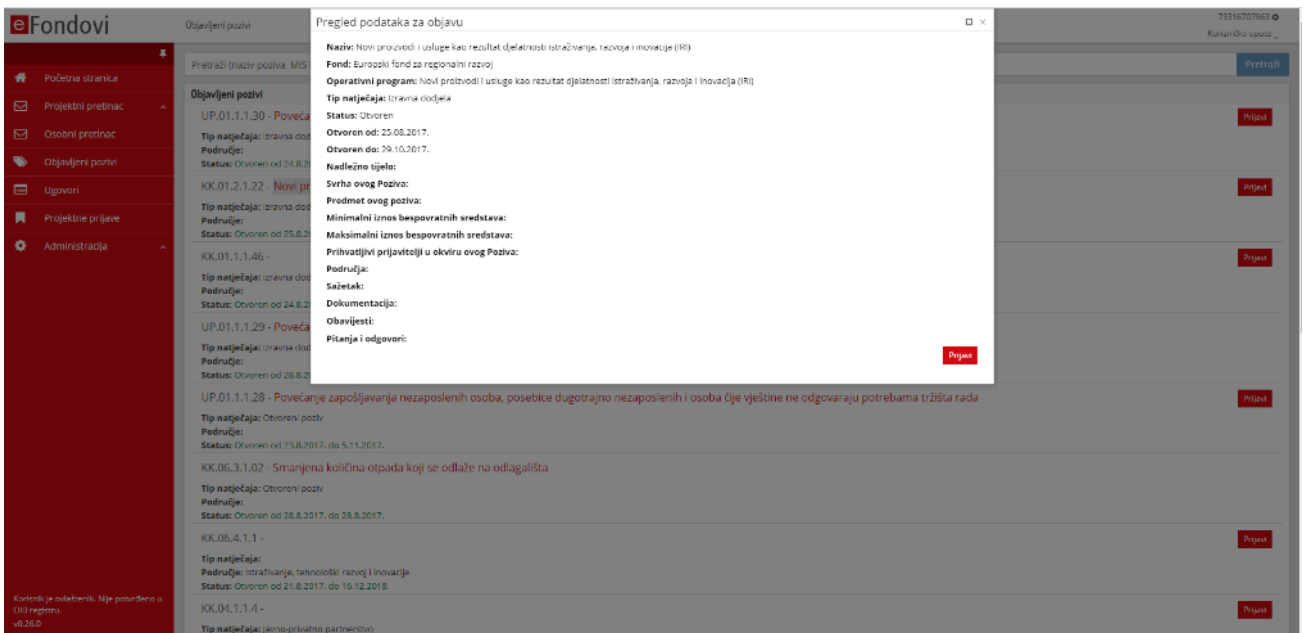 eFondovi
Objavljeni pozivi
Pregled podataka za objavu
73316707963
Korisničke upute
Pretraži (naziv poziva, MIS
Pretraži
Početna stranica
Projektni pretinac
Osobni pretinac
Objavljeni pozivi
Ugovori
Projektne prijave
Administracija
Korisnik je ovlaštenik. Nije potvrđeno u
OIB registru.
v0.26.0
Naziv: Novi proizvodi i usluge kao rezultat djelatnosti istraživanja, razvoja i inovacija (IRI)
Fond: Europski fond za regionalni razvoj
Operativni program: Novi proizvodi i usluge kao rezultat djelatnosti istraživanja, razvoja i inovacija (IRI)
Tip natječaja: Izravna dodjela
Status: Otvoren
Otvoren od: 25.08.2017.
Otvoren do: 29.10.2017.
Nadležno tijelo:
Svrha ovog Poziva:
Predmet ovog poziva:
Minimalni iznos bespovratnih sredstava:
Maksimalni iznos bespovratnih sredstava:
Prihvatljivi prijavitelji u okviru ovog Poziva:
Područja:
Sažetak:
Dokumentacija:
Obavijesti:
Pitanja i odgovori:
Prijavi
Objavljeni pozivi
UP.01.1.1.30 - Poveća
Prijavi
Tip natječaja: Izravna dod
Područje:
Status: Otvoren od 24.8.2
KK.01.2.1.22 - Novi pr
Prijavi
Tip natječaja: Izravna dod
Područje:
Status: Otvoren od 25.8.2
KK.01.1.1.46 -
Prijavi
Tip natječaja: Izravna dod
Područje:
Status: Otvoren od 24.8.2
UP.01.1.1.29 - Poveća
Tip natječaja: Izravna dod
Područje:
Status: Otvoren od 28.8.2
UP.01.1.1.28 - Povećanje zapošljavanja nezaposlenih osoba, posebice dugotrajno nezaposlenih i osoba čije vještine ne odgovaraju potrebama tržišta rada
Prijavi
Tip natječaja: Otvoreni poziv
Područje:
Status: Otvoren od 23.8.2017. do 5.11.2017.
KK.06.3.1.02 - Smanjena količina otpada koji se odlaže na odlagališta
Tip natječaja: Otvoreni poziv
Područje:
Status: Otvoren od 28.8.2017. do 28.8.2017.
KK.06.4.1.1 -
Prijavi
Tip natječaja:
Područje: Istraživanje, tehnološki razvoj i inovacije
Status: Otvoren od 21.8.2017. do 16.12.2018.
KK.04.1.1.4 -
Prijavi
Tip natječaja: Javno-privatno partnerstvo